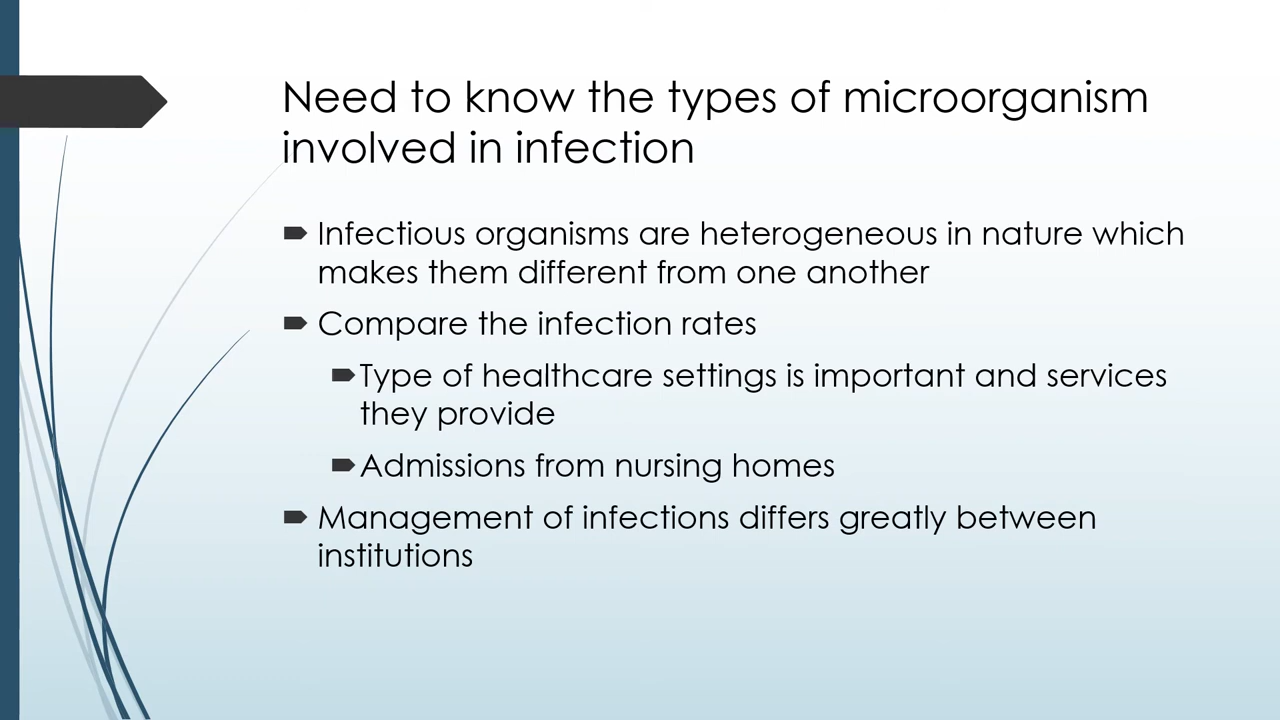 Need to know the types of microorganism
involved in infection
Infectious organisms are heterogeneous in nature which
makes them different from one another
Compare the infection rates
Type of healthcare settings is important and services
they provide
Admissions from nursing homes
Management of infections differs greatly between
institutions